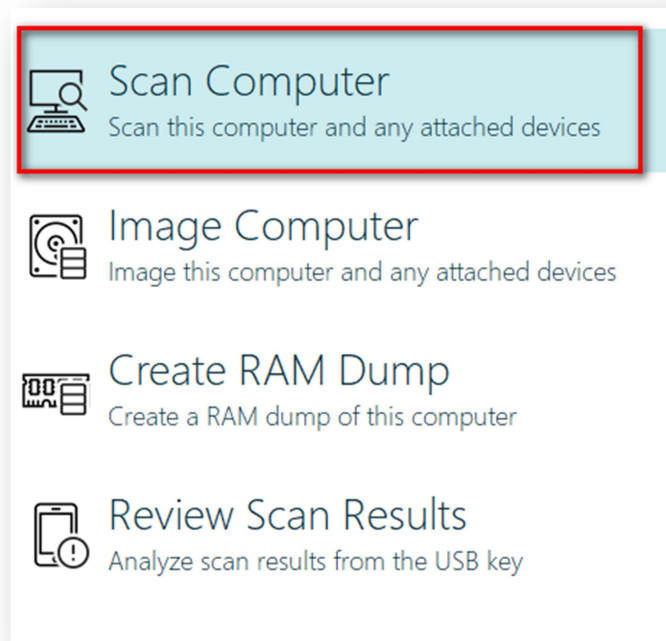 Scan Computer
Scan this computer and any attached devices
Image Computer
Image this computer and any attached devices
Create RAM Dump
Create a RAM dump of this computer
Review Scan Results
Analyze scan results from the USB key